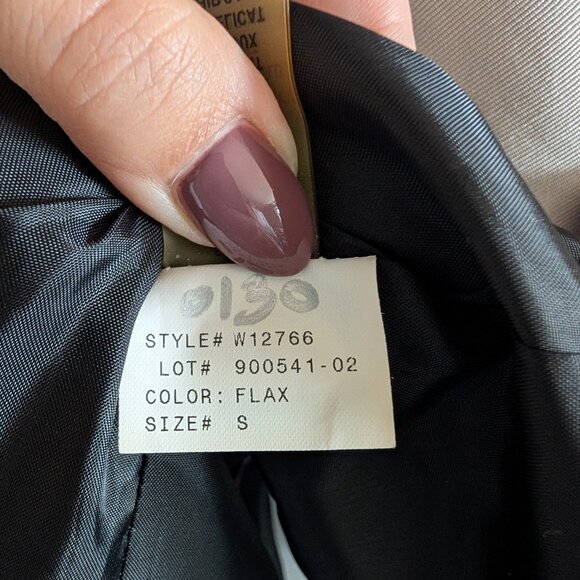 0130
STYLE# W12766
LOT# 900541-02
COLOR: FLAX
SIZE# S